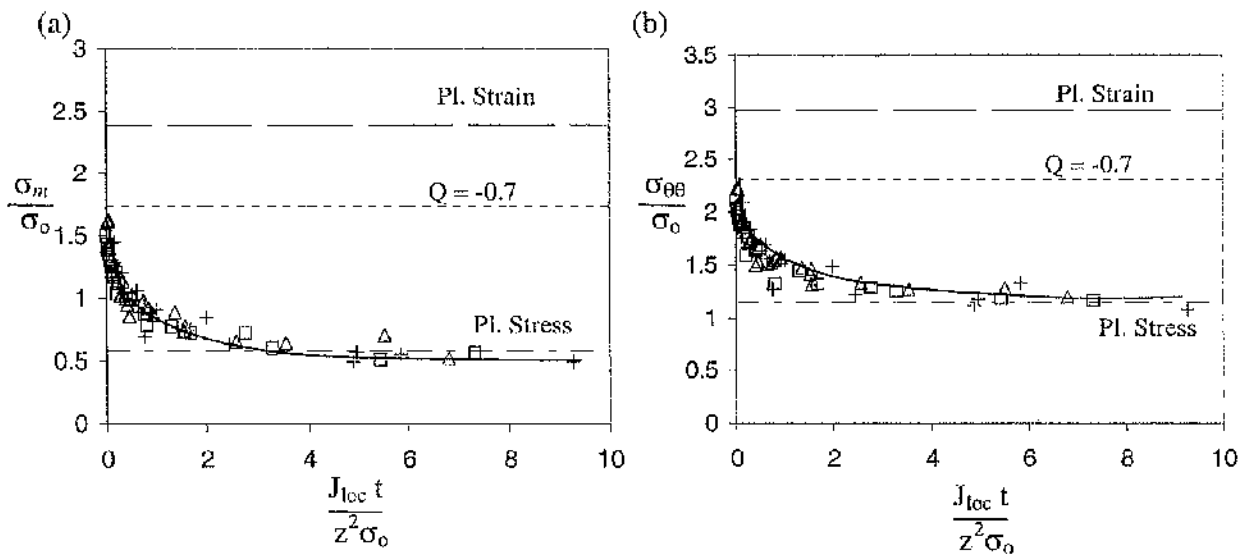 (a)
3
2.5
2
1.5
1
0.5
0
σm
σo
Pl. Strain
Q = -0.7
Pl. Stress
0 2 4 6 8 10
Jloc t
z²σo
(b)
3.5
3
2.5
2
1.5
1
0.5
0
σθθ
σo
Pl. Strain
Q = -0.7
Pl. Stress
0 2 4 6 8 10
Jloc t
z²σo